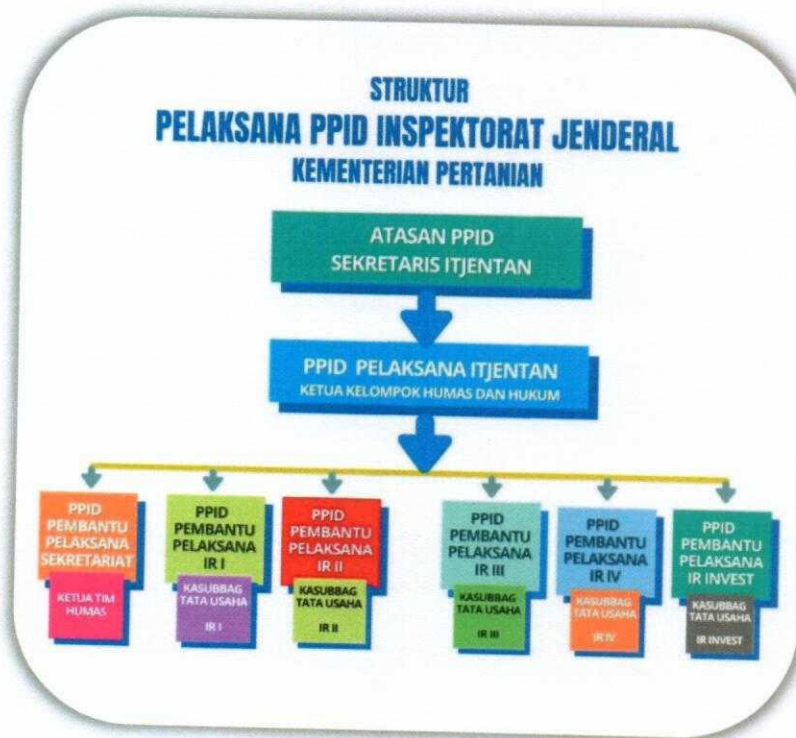 STRUKTUR
PELAKSANA PPID INSPEKTORAT JENDERAL
KEMENTERIAN PERTANIAN
ATASAN PPID
SEKRETARIS ITJENTAN
PPID PELAKSANA ITJENTAN
KETUA KELOMPOK HUMAS DAN HUKUM
PPID
PEMBANTU
PELAKSANA
SEKRETARIAT
KETUA TIM
HUMAS
PPID
PEMBANTU
PELAKSANA
IR I
KASUBBAG
TATA USAHA
IR I
PPID
PEMBANTU
PELAKSANA
IR II
KASUBBAG
TATA USAHA
IR II
PPID
PEMBANTU
PELAKSANA
IR III
KASUBBAG
TATA USAHA
IR III
PPID
PEMBANTU
PELAKSANA
IR IV
KASUBBAG
TATA USAHA
IR IV
PPID
PEMBANTU
PELAKSANA
IR INVEST
KASUBBAG
TATA USAHA
IR INVEST